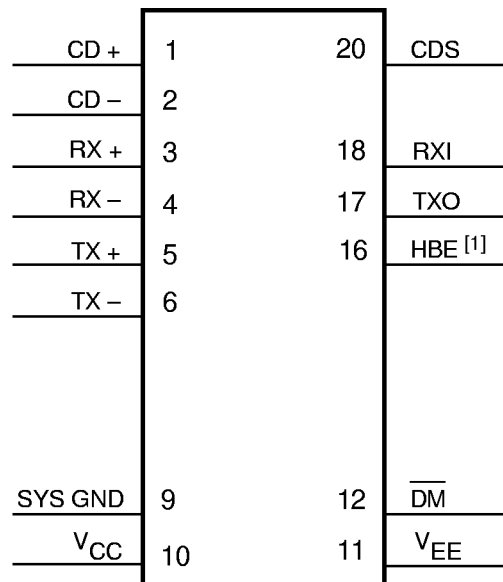 CD + 1 20 CDS
CD – 2
RX + 3 18 RXI
RX – 4 17 TXO
TX + 5 16 HBE [1]
TX – 6
SYS GND 9 12 DM
VCC 10 11 VEE